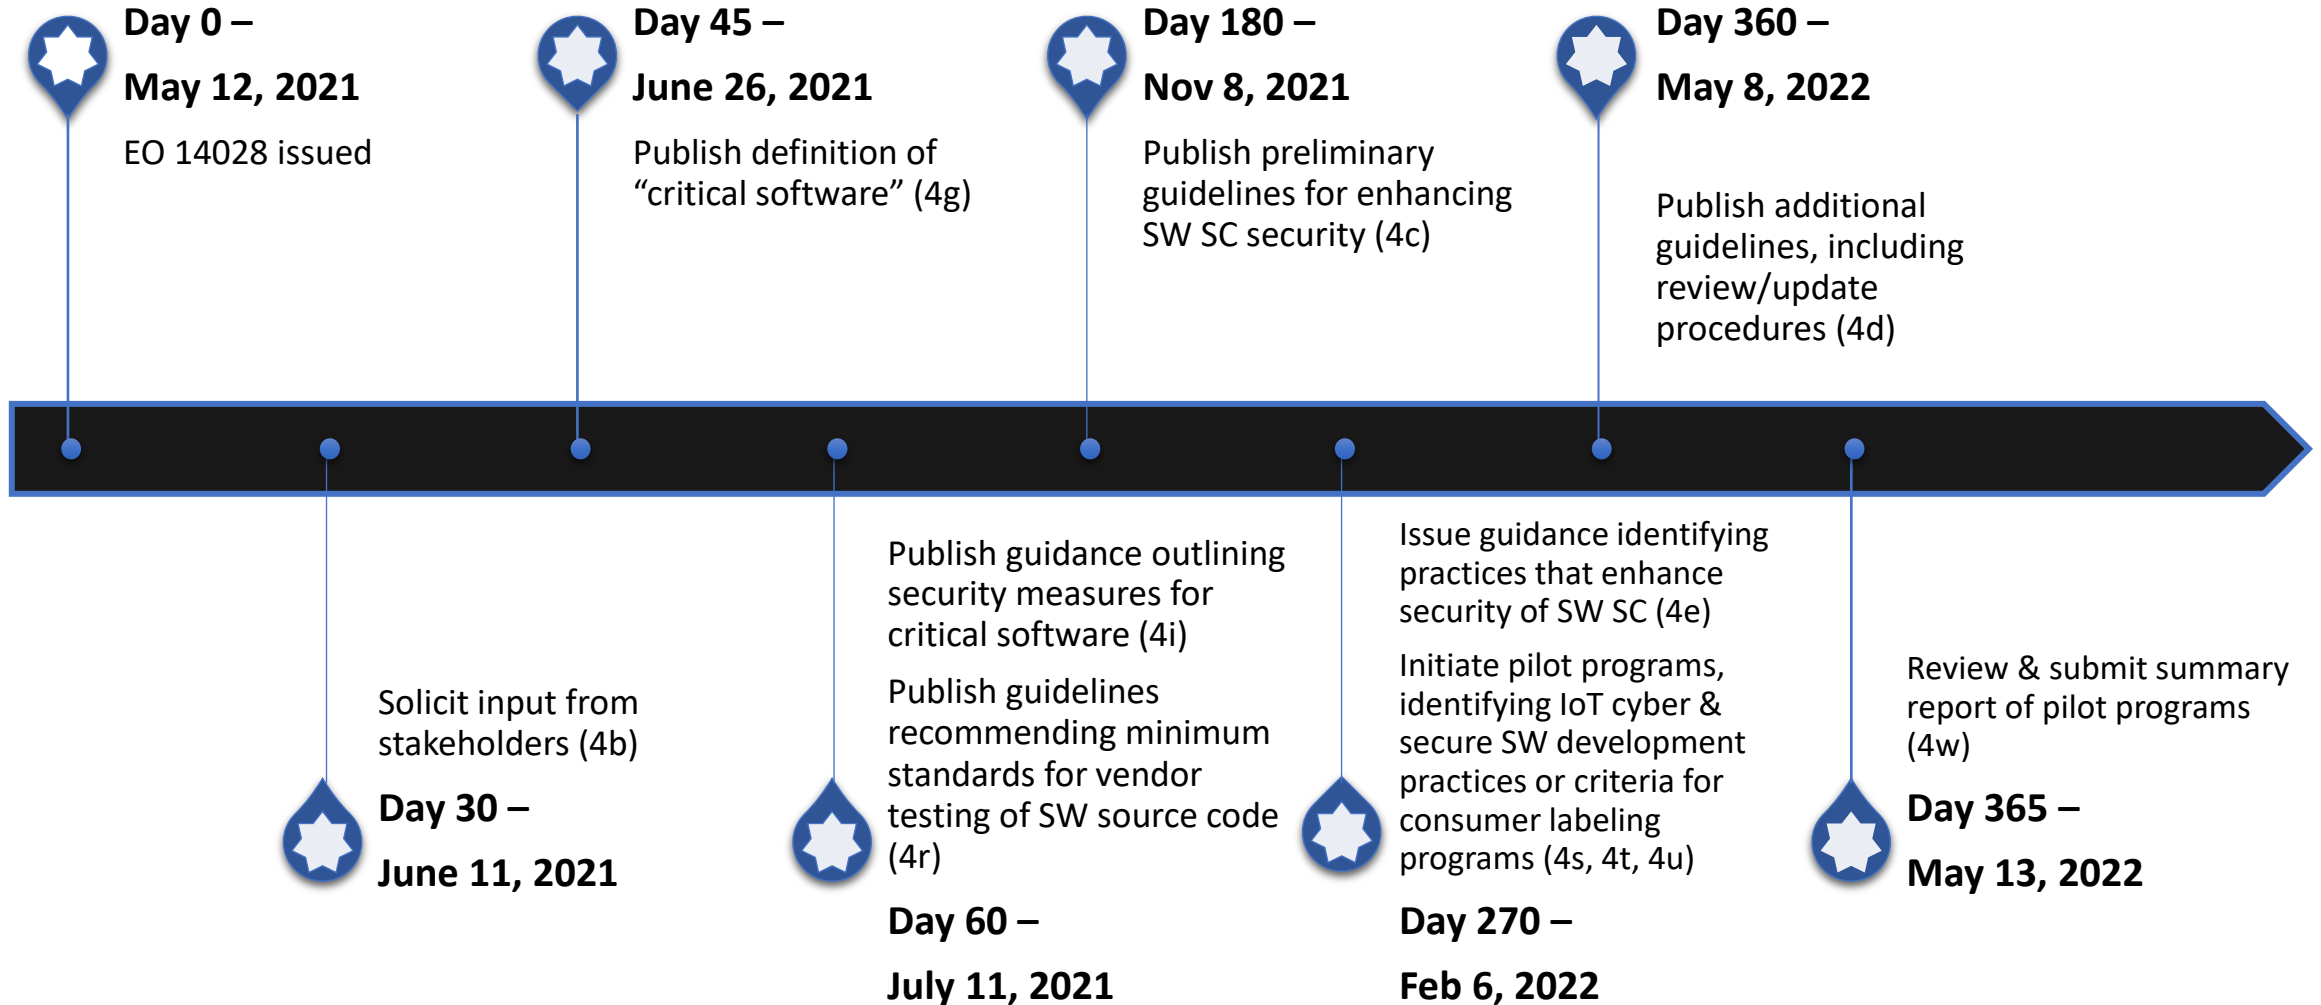 Day 0 –
May 12, 2021
EO 14028 issued
Day 45 –
June 26, 2021
Publish definition of
“critical software” (4g)
Day 180 –
Nov 8, 2021
Publish preliminary
guidelines for enhancing
SW SC security (4c)
Day 360 –
May 8, 2022
Publish additional
guidelines, including
review/update
procedures (4d)
Solicit input from
stakeholders (4b)
Day 30 –
June 11, 2021
Publish guidance outlining
security measures for
critical software (4i)
Publish guidelines
recommending minimum
standards for vendor
testing of SW source code
(4r)
Day 60 –
July 11, 2021
Issue guidance identifying
practices that enhance
security of SW SC (4e)
Initiate pilot programs,
identifying IoT cyber &
secure SW development
practices or criteria for
consumer labeling
programs (4s, 4t, 4u)
Day 270 –
Feb 6, 2022
Review & submit summary
report of pilot programs
(4w)
Day 365 –
May 13, 2022